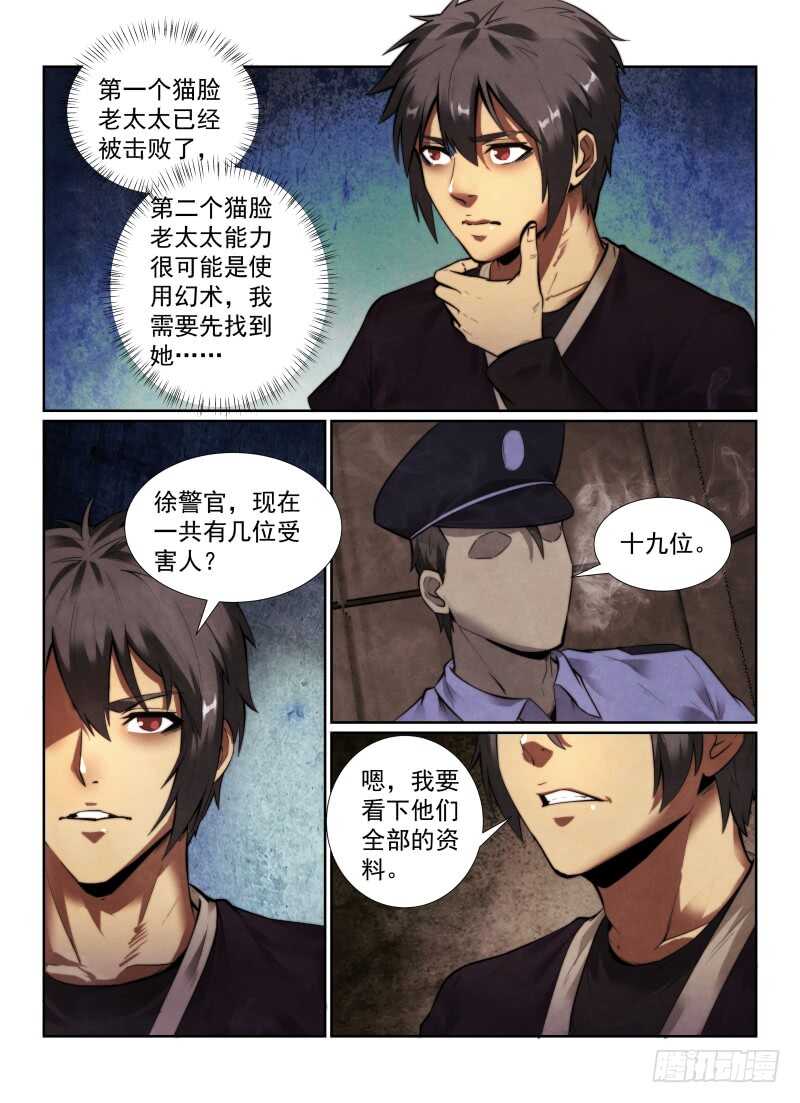 第一个猫脸
老太太已经
被击败了，
第二个猫脸
老太太能力
很可能是使
用幻术，我
需要先找到
她……
徐警官，现在
一共有几位受
害人？
十九位。
嗯，我要
看下他们
全部的资
料。
腾讯动漫